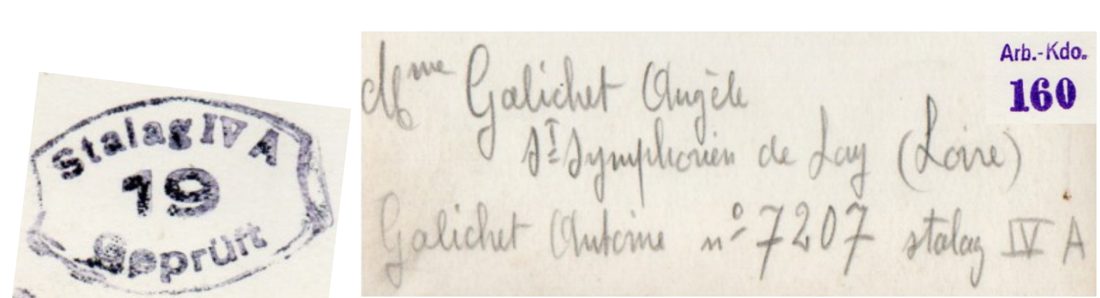 Stalag IV A
19
Geprüft
Mme Galichet Angèle
St Symphorien de Lay (Loire)
Galichet Antoine n° 7207 stalag IV A
Arb.-Kdo.
160